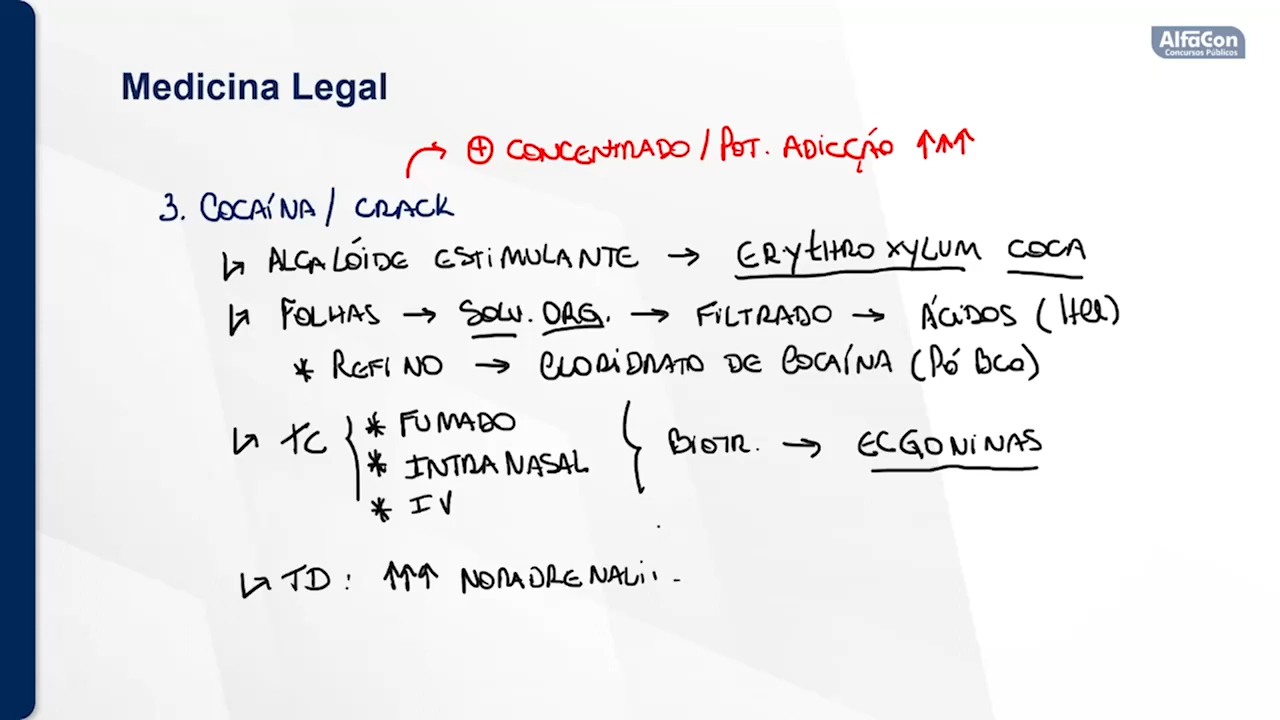 AlfaCon
Concursos Públicos
Medicina Legal
⊕ CONCENTRADO / POT. ADICÇÃO ↑↑↑
3. COCAÍNA / CRACK
↳ ALCALÓIDE ESTIMULANTE → ERYTHROXYLUM COCA
↳ FOLHAS → SOLV. ORG. → FILTRADO → ÁCIDOS (HCl)
* REFINO → CLORIDRATO DE COCAÍNA (PÓ BCO)
↳ TC { * FUMADO
* INTRANASAL } BIOTR. → ECGONINAS
* IV
↳ TD: ↑↑↑ NORADRENALI